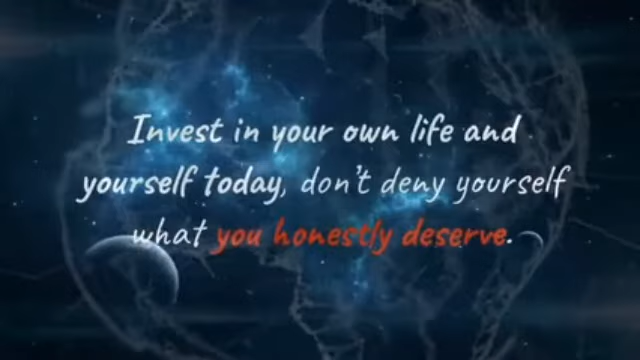 Invest in your own life and
yourself today, don't deny yourself
what you honestly deserve.